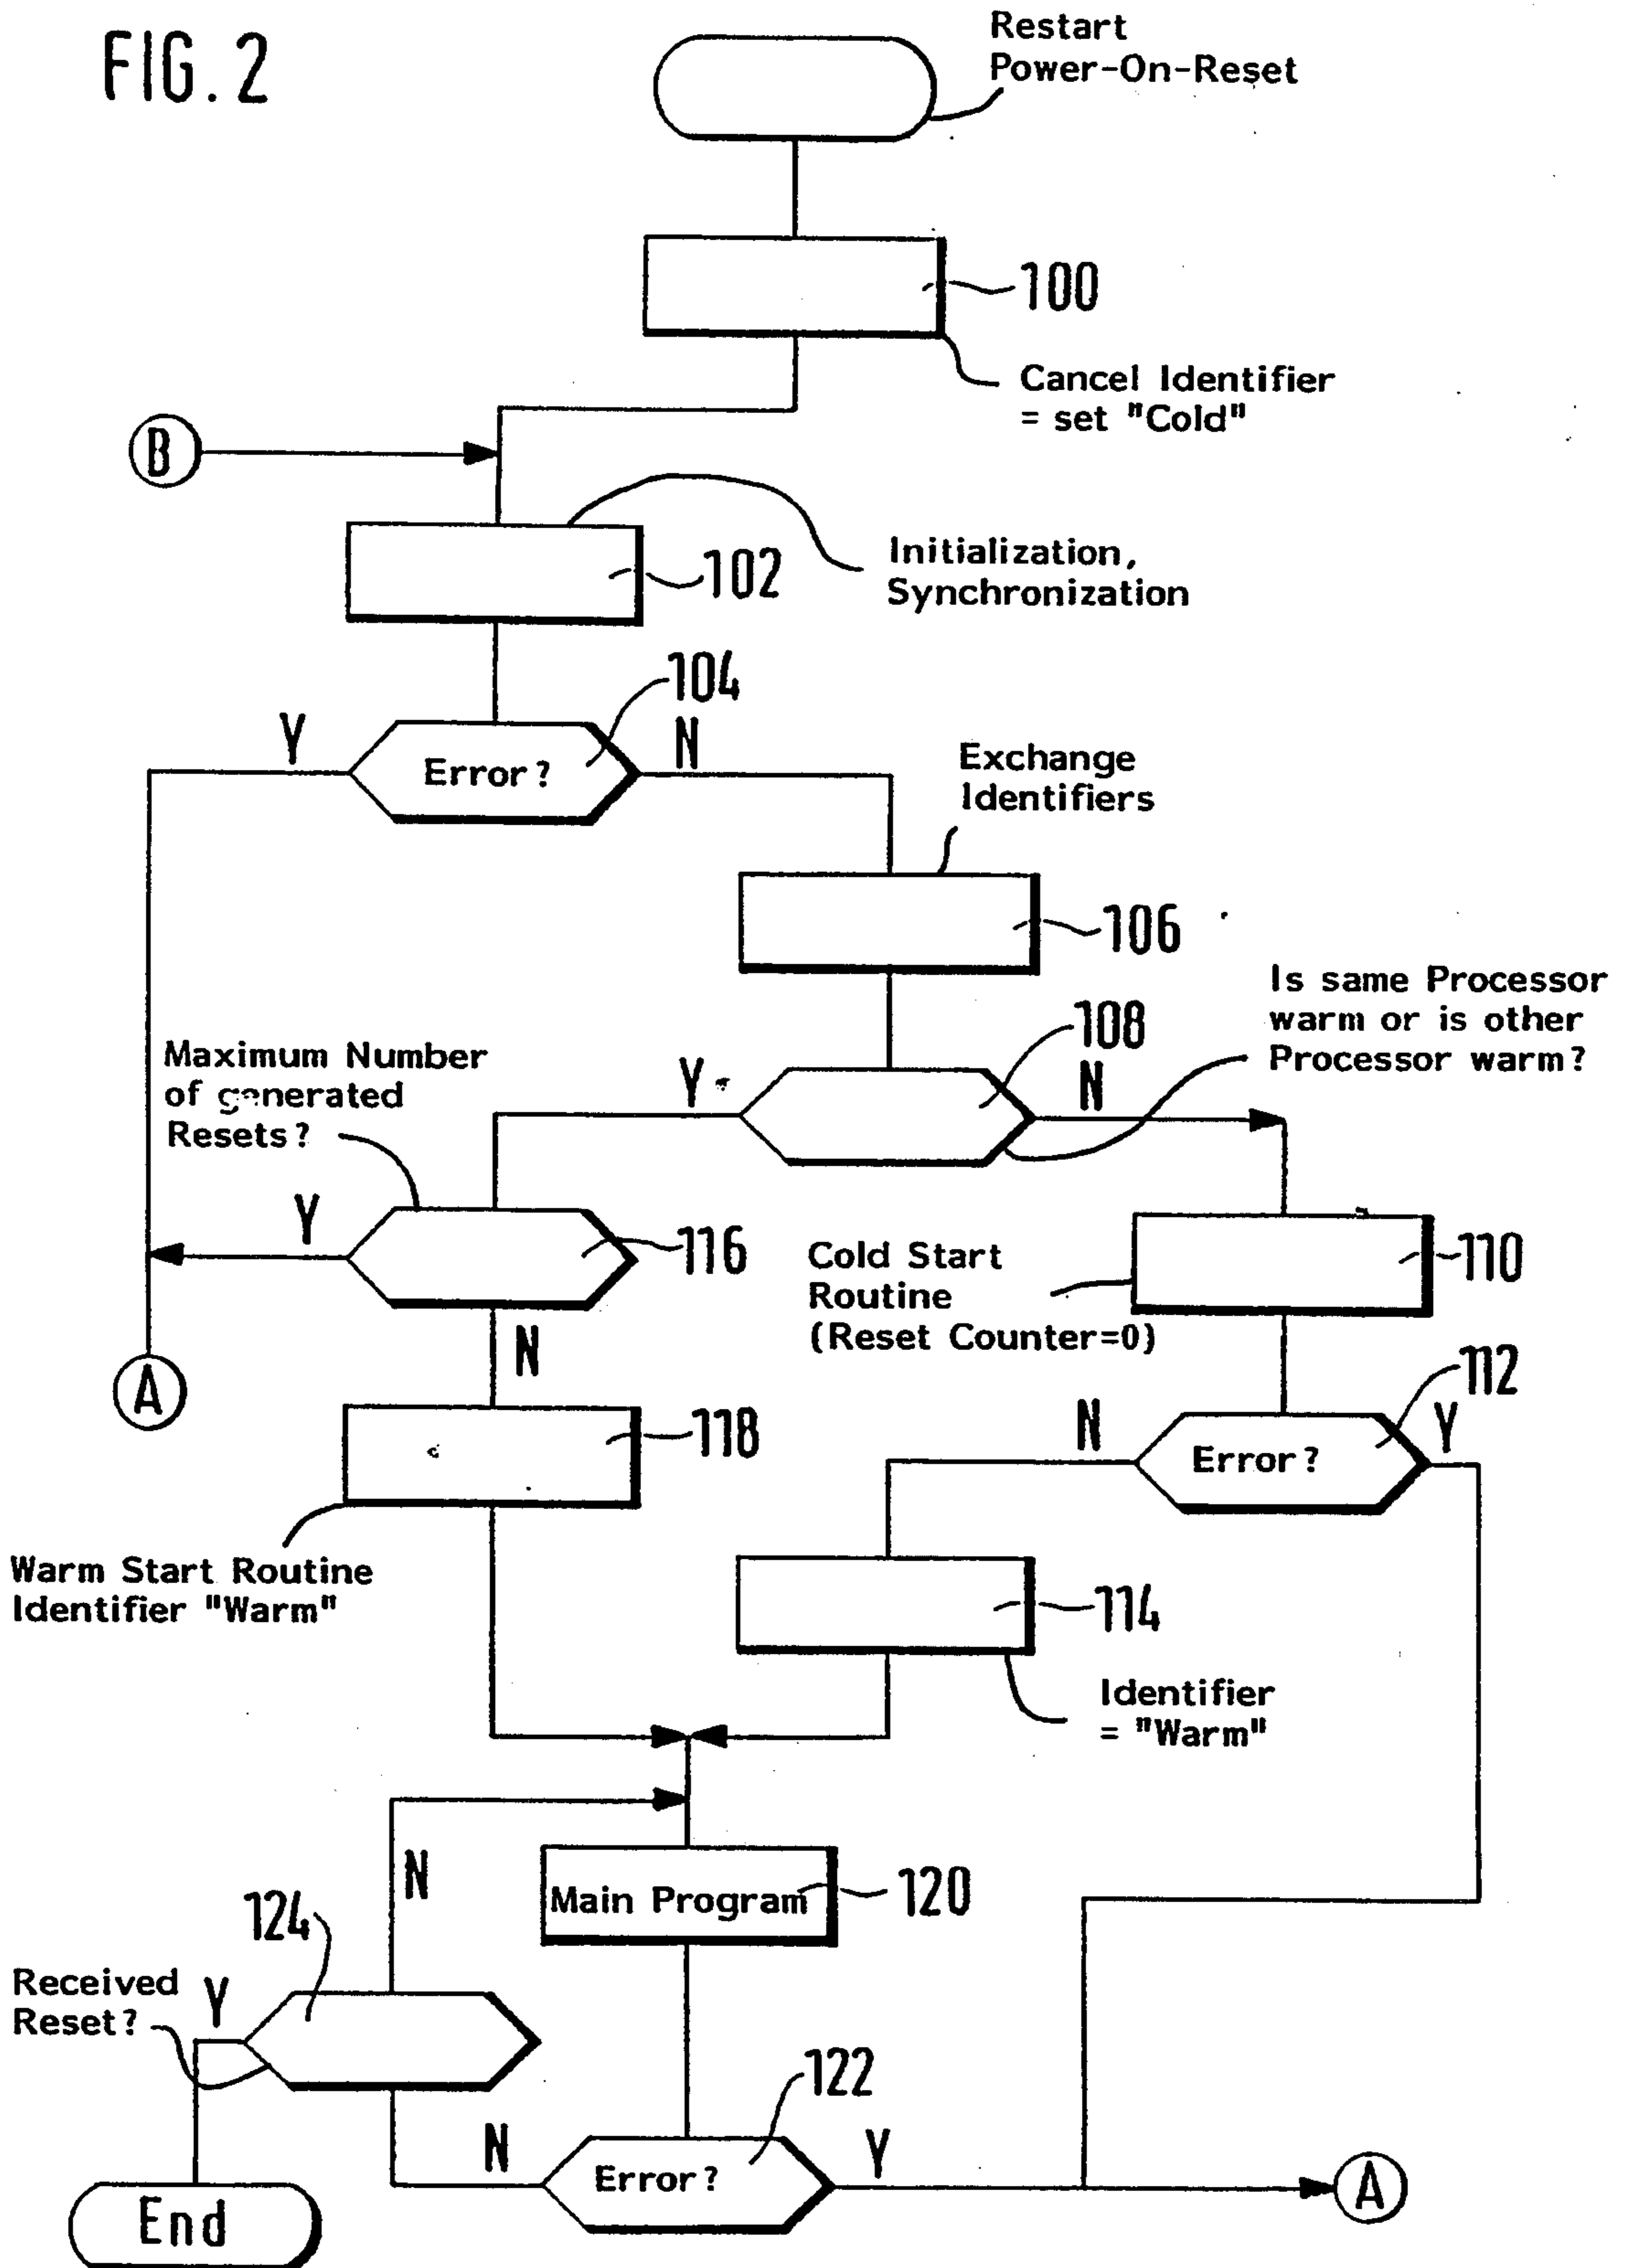 FIG. 2
Restart
Power-On-Reset
100
Cancel Identifier
= set "Cold"
B
102
Initialization,
Synchronization
104
Y
N
Error?
Exchange
Identifiers
106
Is same Processor
warm or is other
Processor warm?
108
Maximum Number
of generated
Resets?
Y
N
Y
116
110
Cold Start
Routine
(Reset Counter=0)
N
A
112
118
N
Y
Error?
Warm Start Routine
Identifier "Warm"
114
Identifier
= "Warm"
N
Main Program
120
124
Received
Reset?
Y
122
N
Y
Error?
A
End